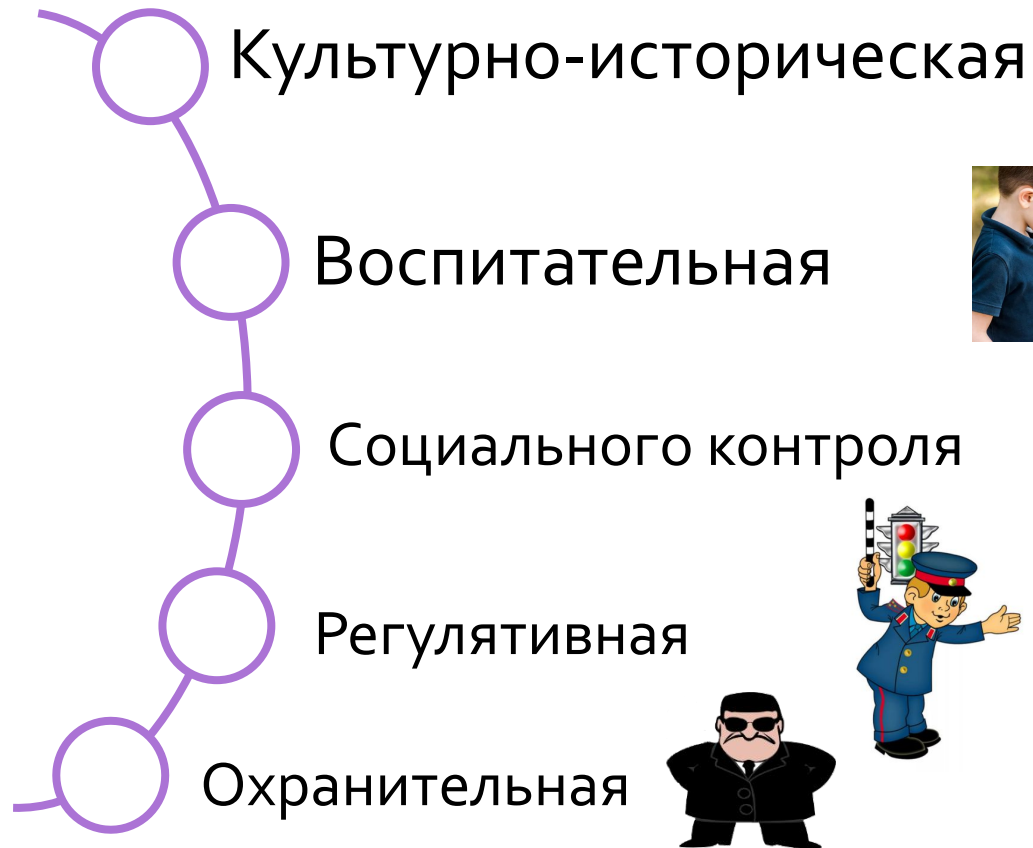 Культурно-историческая
Воспитательная
Социального контроля
Регулятивная
Охранительная